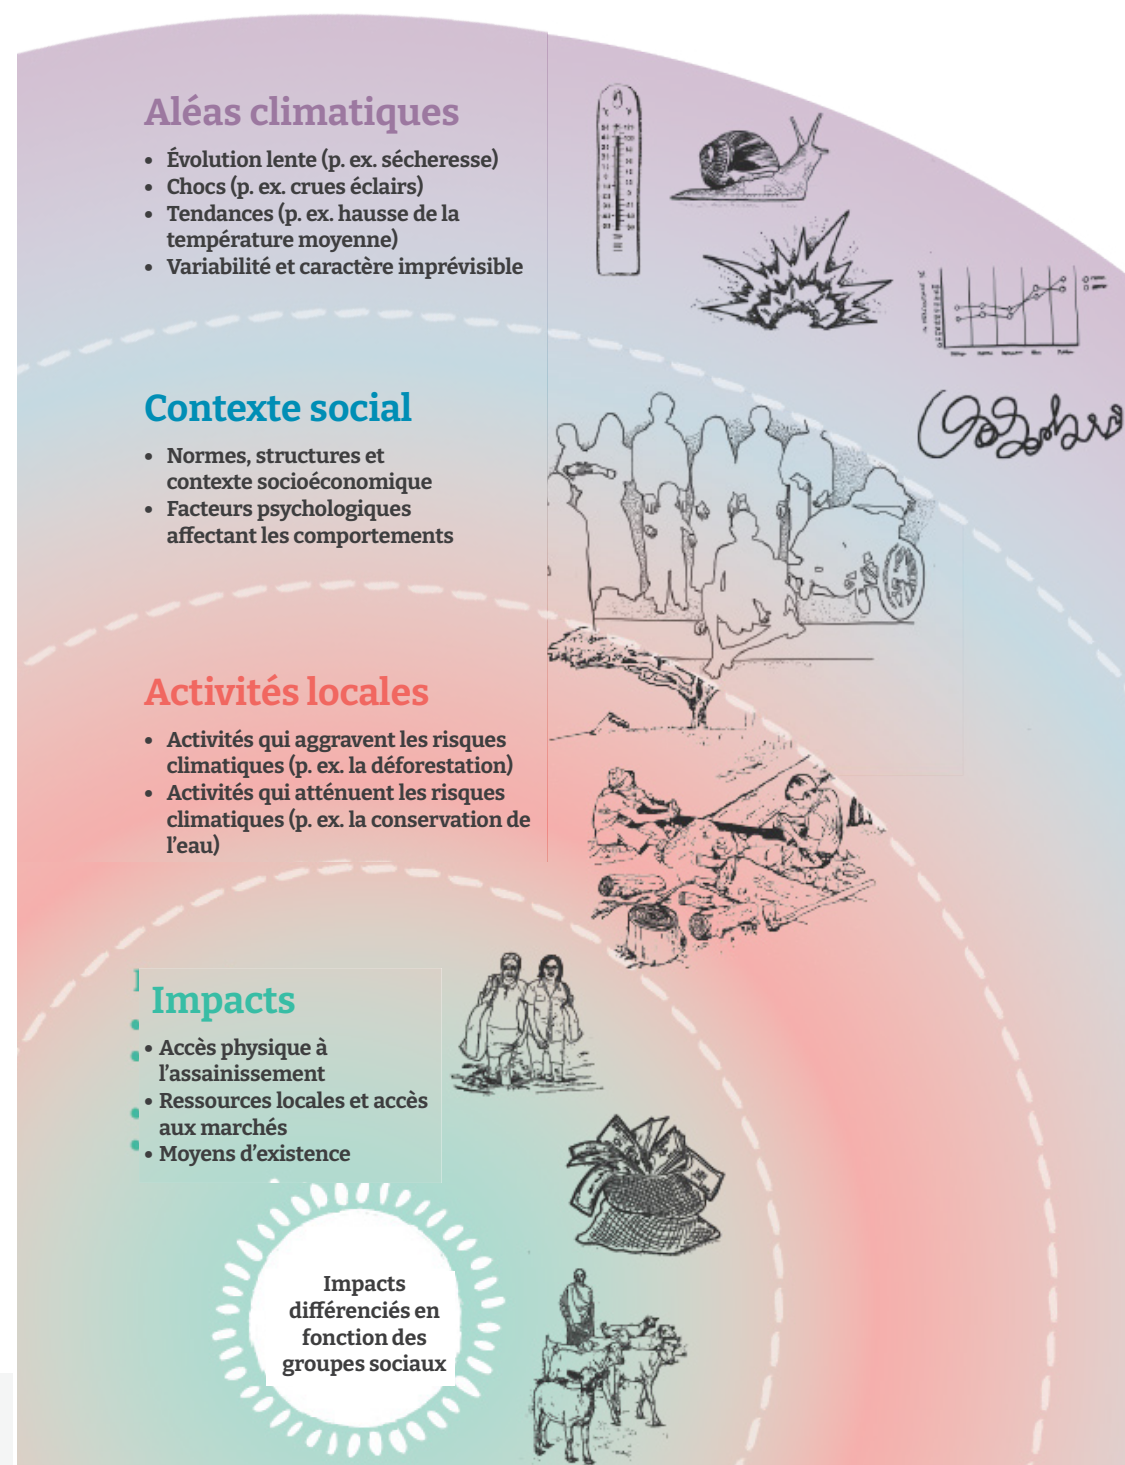 Aléas climatiques
• Évolution lente (p. ex. sécheresse)
• Chocs (p. ex. crues éclairs)
• Tendances (p. ex. hausse de la
température moyenne)
• Variabilité et caractère imprévisible
Contexte social
• Normes, structures et
contexte socioéconomique
• Facteurs psychologiques
affectant les comportements
Activités locales
• Activités qui aggravent les risques
climatiques (p. ex. la déforestation)
• Activités qui atténuent les risques
climatiques (p. ex. la conservation de
l’eau)
Impacts
• Accès physique à
l’assainissement
• Ressources locales et accès
aux marchés
• Moyens d’existence
Impacts
différenciés en
fonction des
groupes sociaux